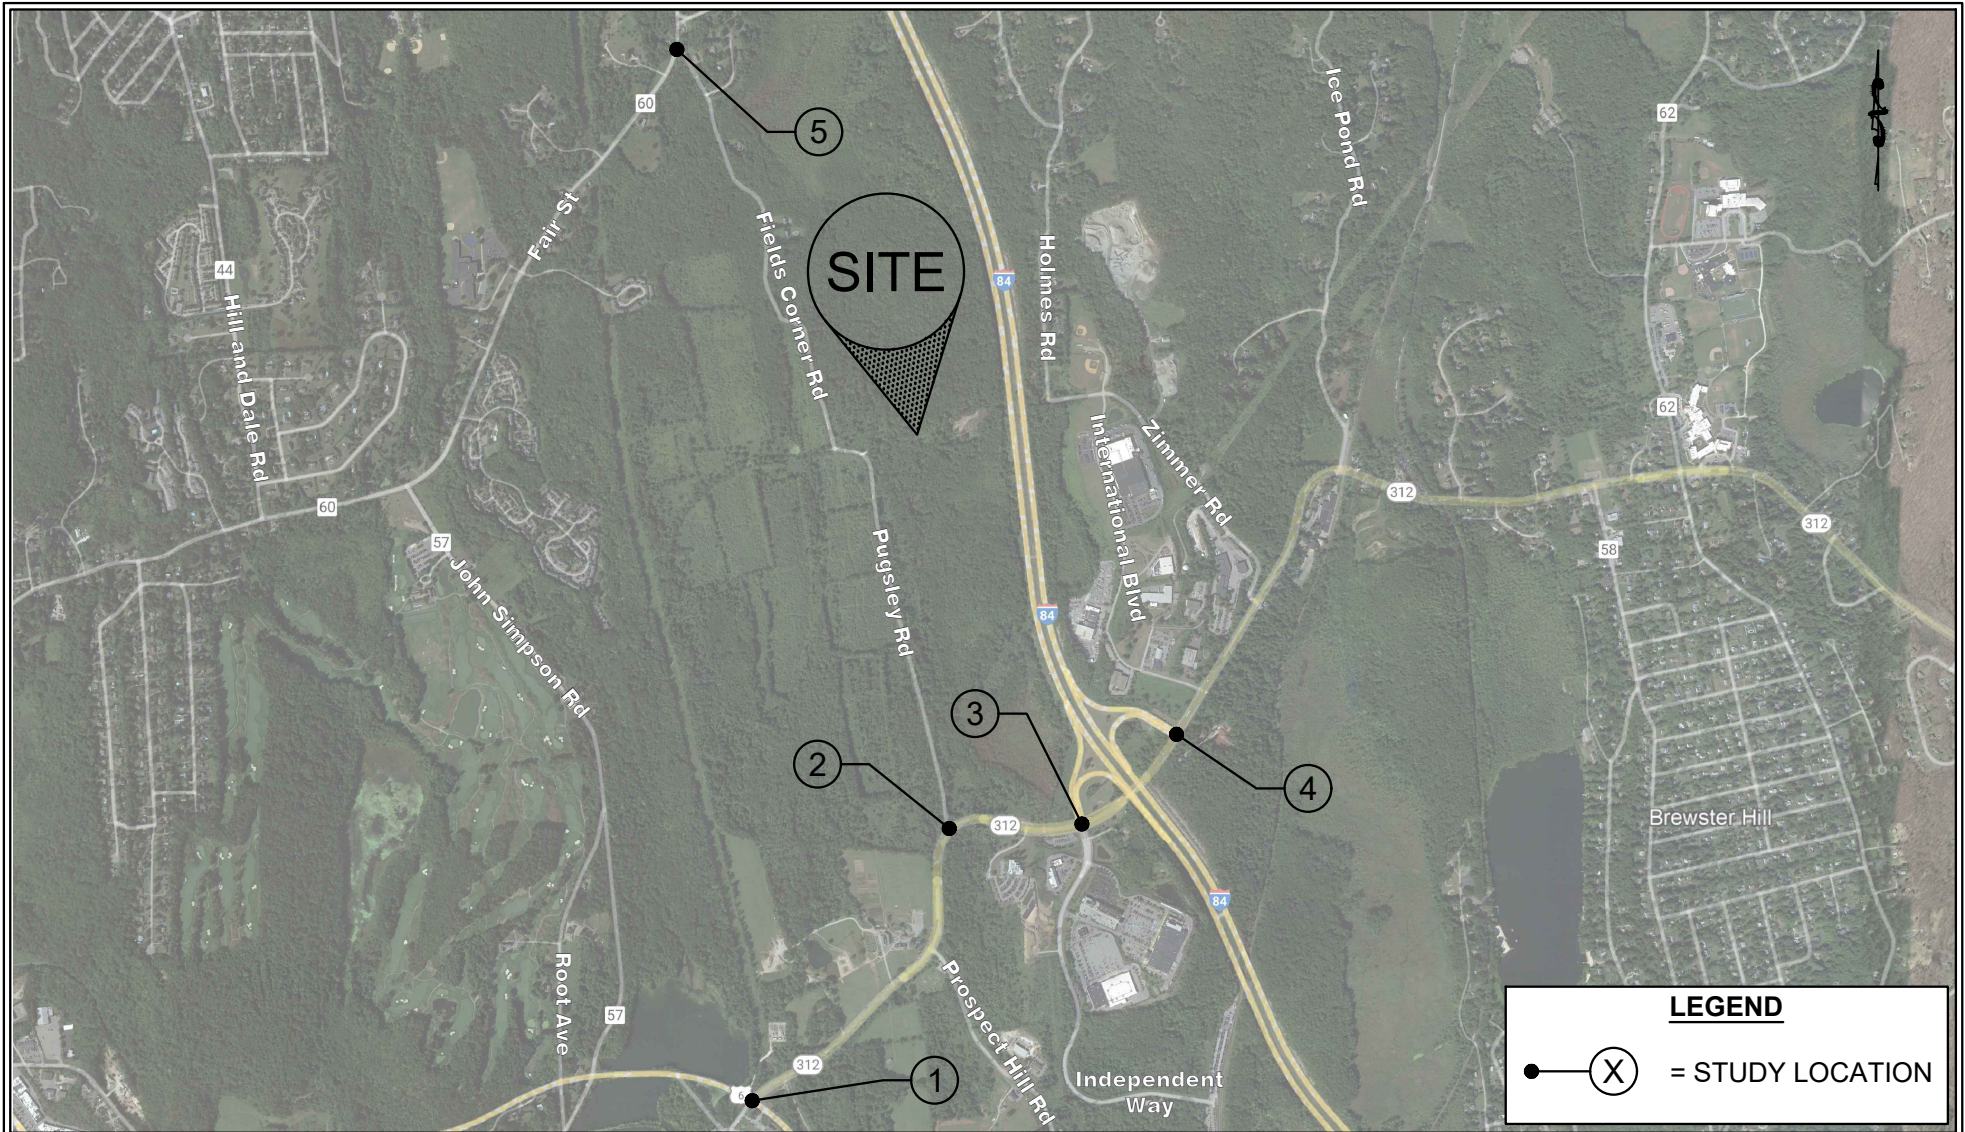 5
60
62
Ice Pond Rd
Fair St
Fields Corner Rd
SITE
Holmes Rd
44
84
Hill and Dale Rd
62
International Blvd
Zimmer Rd
312
60
312
57
58
John Simpson Rd
Pugsley Rd
84
3
2
4
312
Brewster Hill
84
Root Ave
Prospect Hill Rd
57
312
6
1
Independent
Way
LEGEND
X = STUDY LOCATION